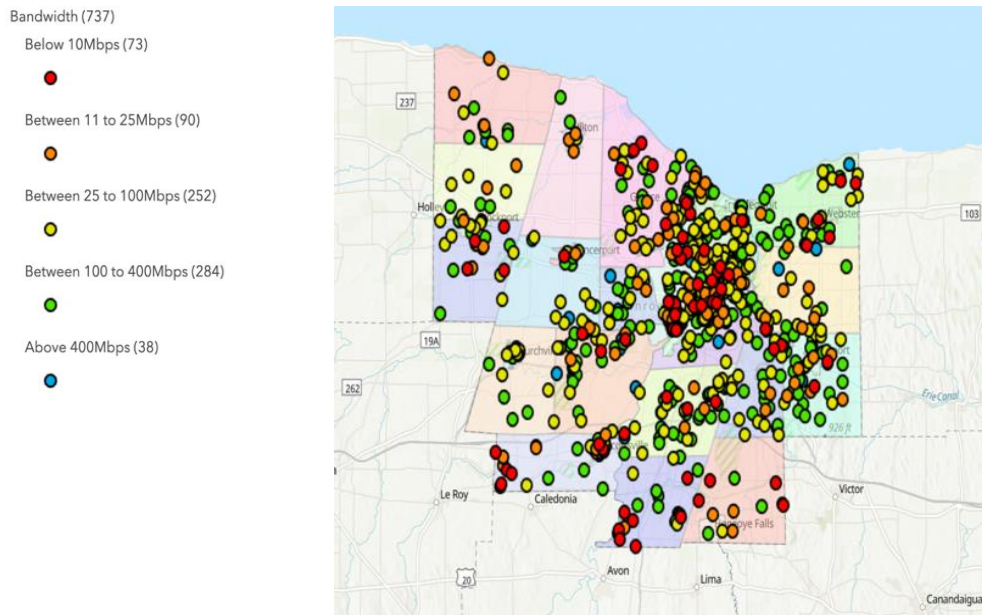 Bandwidth (737)
Below 10Mbps (73)
Between 11 to 25Mbps (90)
Between 25 to 100Mbps (252)
Between 100 to 400Mbps (284)
Above 400Mbps (38)
237
103
19A
262
Erie Canal
926 ft
Webster
Le Roy
Caledonia
Victor
20
Avon
Lima
Canandaigua